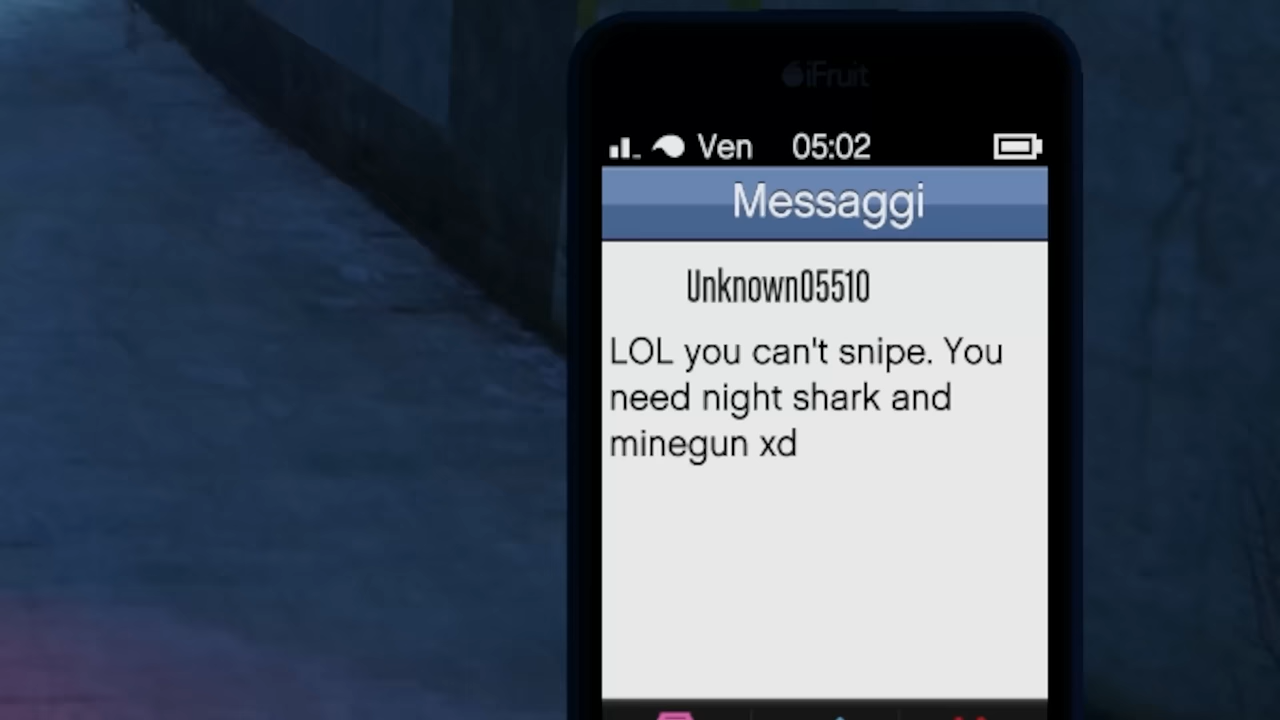 iFruit
Ven 05:02
Messaggi
Unknown05510
LOL you can't snipe. You
need night shark and
minegun xd